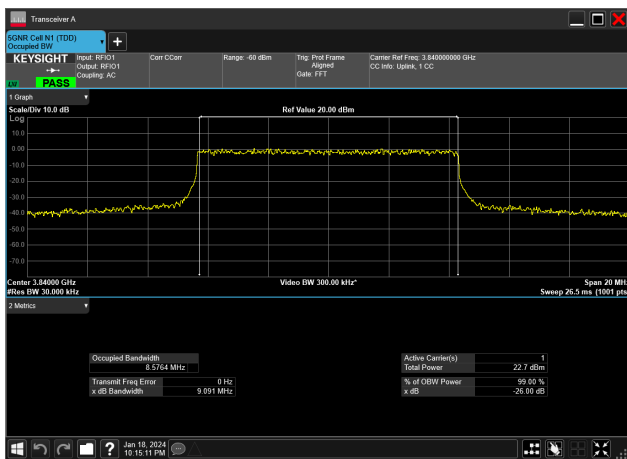 Transceiver A
5GNR Cell N1 (TDD)
Occupied BW
KEYSIGHT
Input: RFIO1
Output: RFIO1
Coupling: AC
Corr CCorr
Range: -60 dBm
Trig: Prot Frame
Aligned
Gate: FFT
Carrier Ref Freq: 3.840000000 GHz
CC Info: Uplink, 1 CC
PASS
1 Graph
Scale/Div 10.0 dB
Ref Value 20.00 dBm
Log
10.0
0.00
-10.0
-20.0
-30.0
-40.0
-50.0
-60.0
-70.0
Center 3.84000 GHz
Video BW 300.00 kHz*
Span 20 MHz
#Res BW 30.000 kHz
Sweep 26.5 ms (1001 pts
2 Metrics
Occupied Bandwidth
8.5764 MHz
Active Carrier(s) 1
Total Power 22.7 dBm
Transmit Freq Error 0 Hz
x dB Bandwidth 9.091 MHz
% of OBW Power 99.00 %
x dB -26.00 dB
Jan 18, 2024
10:15:11 PM